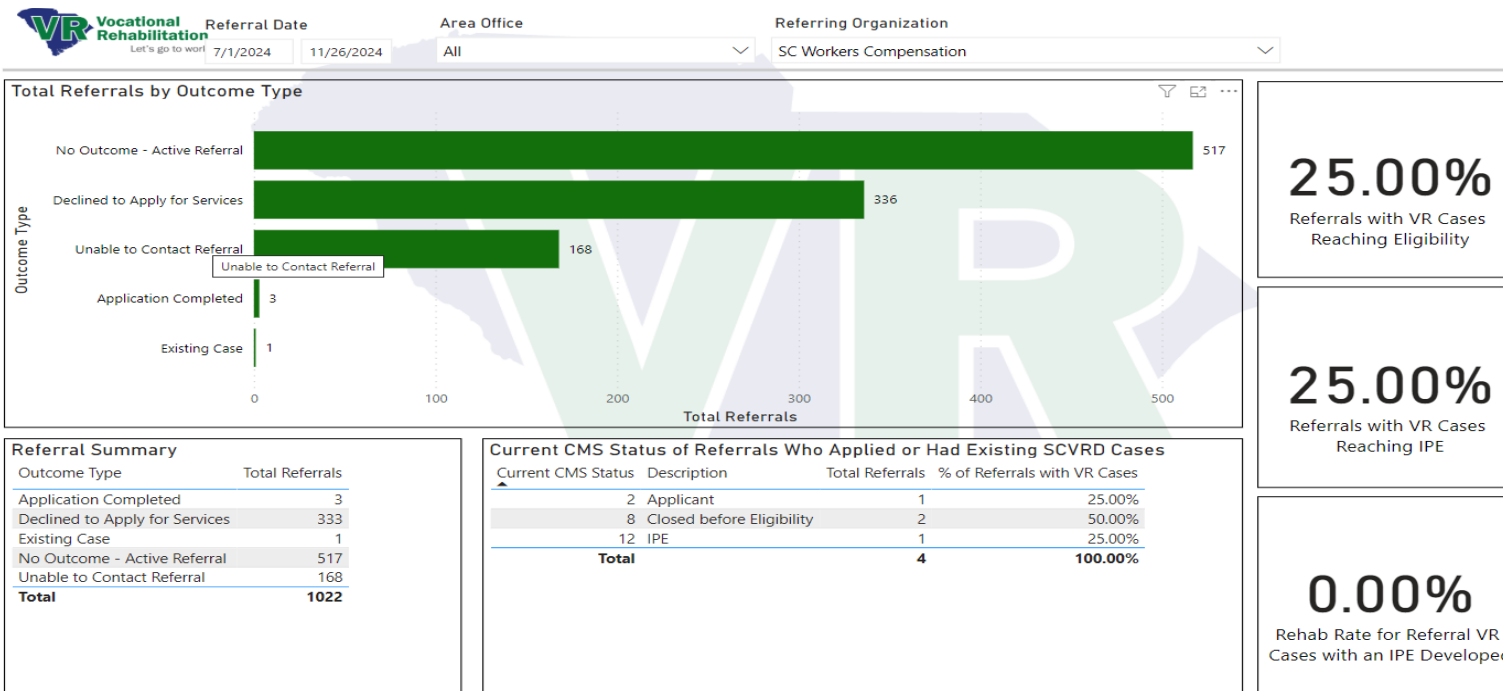 VR Vocational Rehabilitation
Let's go to work
Referral Date
7/1/2024 11/26/2024
Area Office
All
Referring Organization
SC Workers Compensation
Total Referrals by Outcome Type
Outcome Type
No Outcome - Active Referral 517
Declined to Apply for Services 336
Unable to Contact Referral 168
Unable to Contact Referral
Application Completed 3
Existing Case 1
0 100 200 300 400 500
Total Referrals
VR
25.00%
Referrals with VR Cases
Reaching Eligibility
25.00%
Referrals with VR Cases
Reaching IPE
0.00%
Rehab Rate for Referral VR
Cases with an IPE Developed
Referral Summary
Outcome Type Total Referrals
Application Completed 3
Declined to Apply for Services 333
Existing Case 1
No Outcome - Active Referral 517
Unable to Contact Referral 168
Total 1022
Current CMS Status of Referrals Who Applied or Had Existing SCVRD Cases
Current CMS Status Description Total Referrals % of Referrals with VR Cases
2 Applicant 1 25.00%
8 Closed before Eligibility 2 50.00%
12 IPE 1 25.00%
Total 4 100.00%